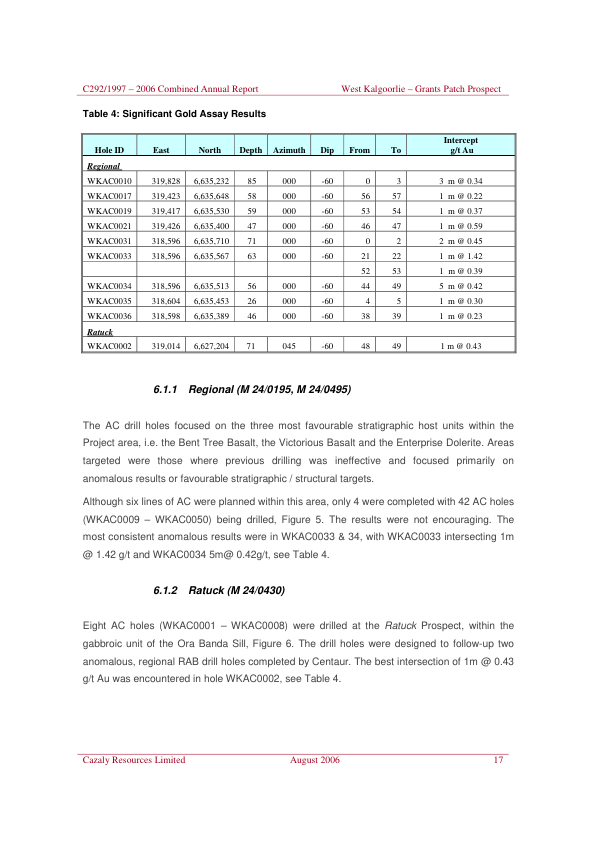 C292/1997 – 2006 Combined Annual Report West Kalgoorlie – Grants Patch Prospect
Table 4: Significant Gold Assay Results
Intercept
Hole ID East North Depth Azimuth Dip From To g/t Au
Regional
WKAC0010 319,828 6,635,232 85 000 -60 0 3 3 m @ 0.34
WKAC0017 319,423 6,635,648 58 000 -60 56 57 1 m @ 0.22
WKAC0019 319,417 6,635,530 59 000 -60 53 54 1 m @ 0.37
WKAC0021 319,426 6,635,400 47 000 -60 46 47 1 m @ 0.59
WKAC0031 318,596 6,635,710 71 000 -60 0 2 2 m @ 0.45
WKAC0033 318,596 6,635,567 63 000 -60 21 22 1 m @ 1.42
52 53 1 m @ 0.39
WKAC0034 318,596 6,635,513 56 000 -60 44 49 5 m @ 0.42
WKAC0035 318,604 6,635,453 26 000 -60 4 5 1 m @ 0.30
WKAC0036 318,598 6,635,389 46 000 -60 38 39 1 m @ 0.23
Ratuck
WKAC0002 319,014 6,627,204 71 045 -60 48 49 1 m @ 0.43
6.1.1 Regional (M 24/0195, M 24/0495)
The AC drill holes focused on the three most favourable stratigraphic host units within the
Project area, i.e. the Bent Tree Basalt, the Victorious Basalt and the Enterprise Dolerite. Areas
targeted were those where previous drilling was ineffective and focused primarily on
anomalous results or favourable stratigraphic / structural targets.
Although six lines of AC were planned within this area, only 4 were completed with 42 AC holes
(WKAC0009 – WKAC0050) being drilled, Figure 5. The results were not encouraging. The
most consistent anomalous results were in WKAC0033 & 34, with WKAC0033 intersecting 1m
@ 1.42 g/t and WKAC0034 5m@ 0.42g/t, see Table 4.
6.1.2 Ratuck (M 24/0430)
Eight AC holes (WKAC0001 – WKAC0008) were drilled at the Ratuck Prospect, within the
gabbroic unit of the Ora Banda Sill, Figure 6. The drill holes were designed to follow-up two
anomalous, regional RAB drill holes completed by Centaur. The best intersection of 1m @ 0.43
g/t Au was encountered in hole WKAC0002, see Table 4.
Cazaly Resources Limited August 2006 17